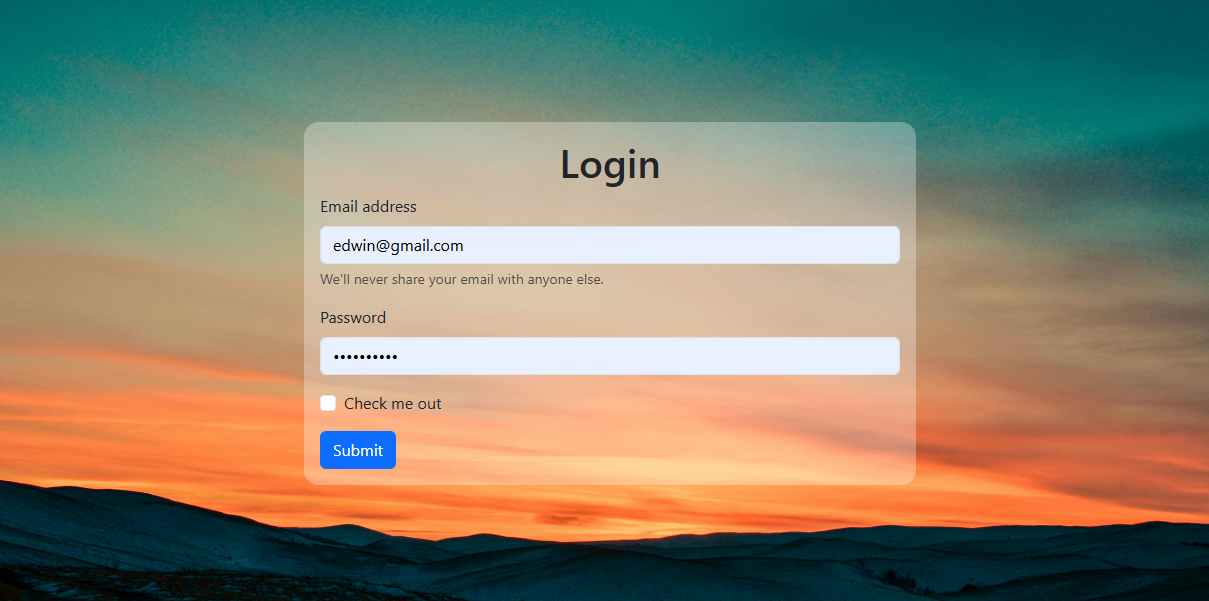 Login
Email address
edwin@gmail.com
We'll never share your email with anyone else.
Password
••••••••••
Check me out
Submit